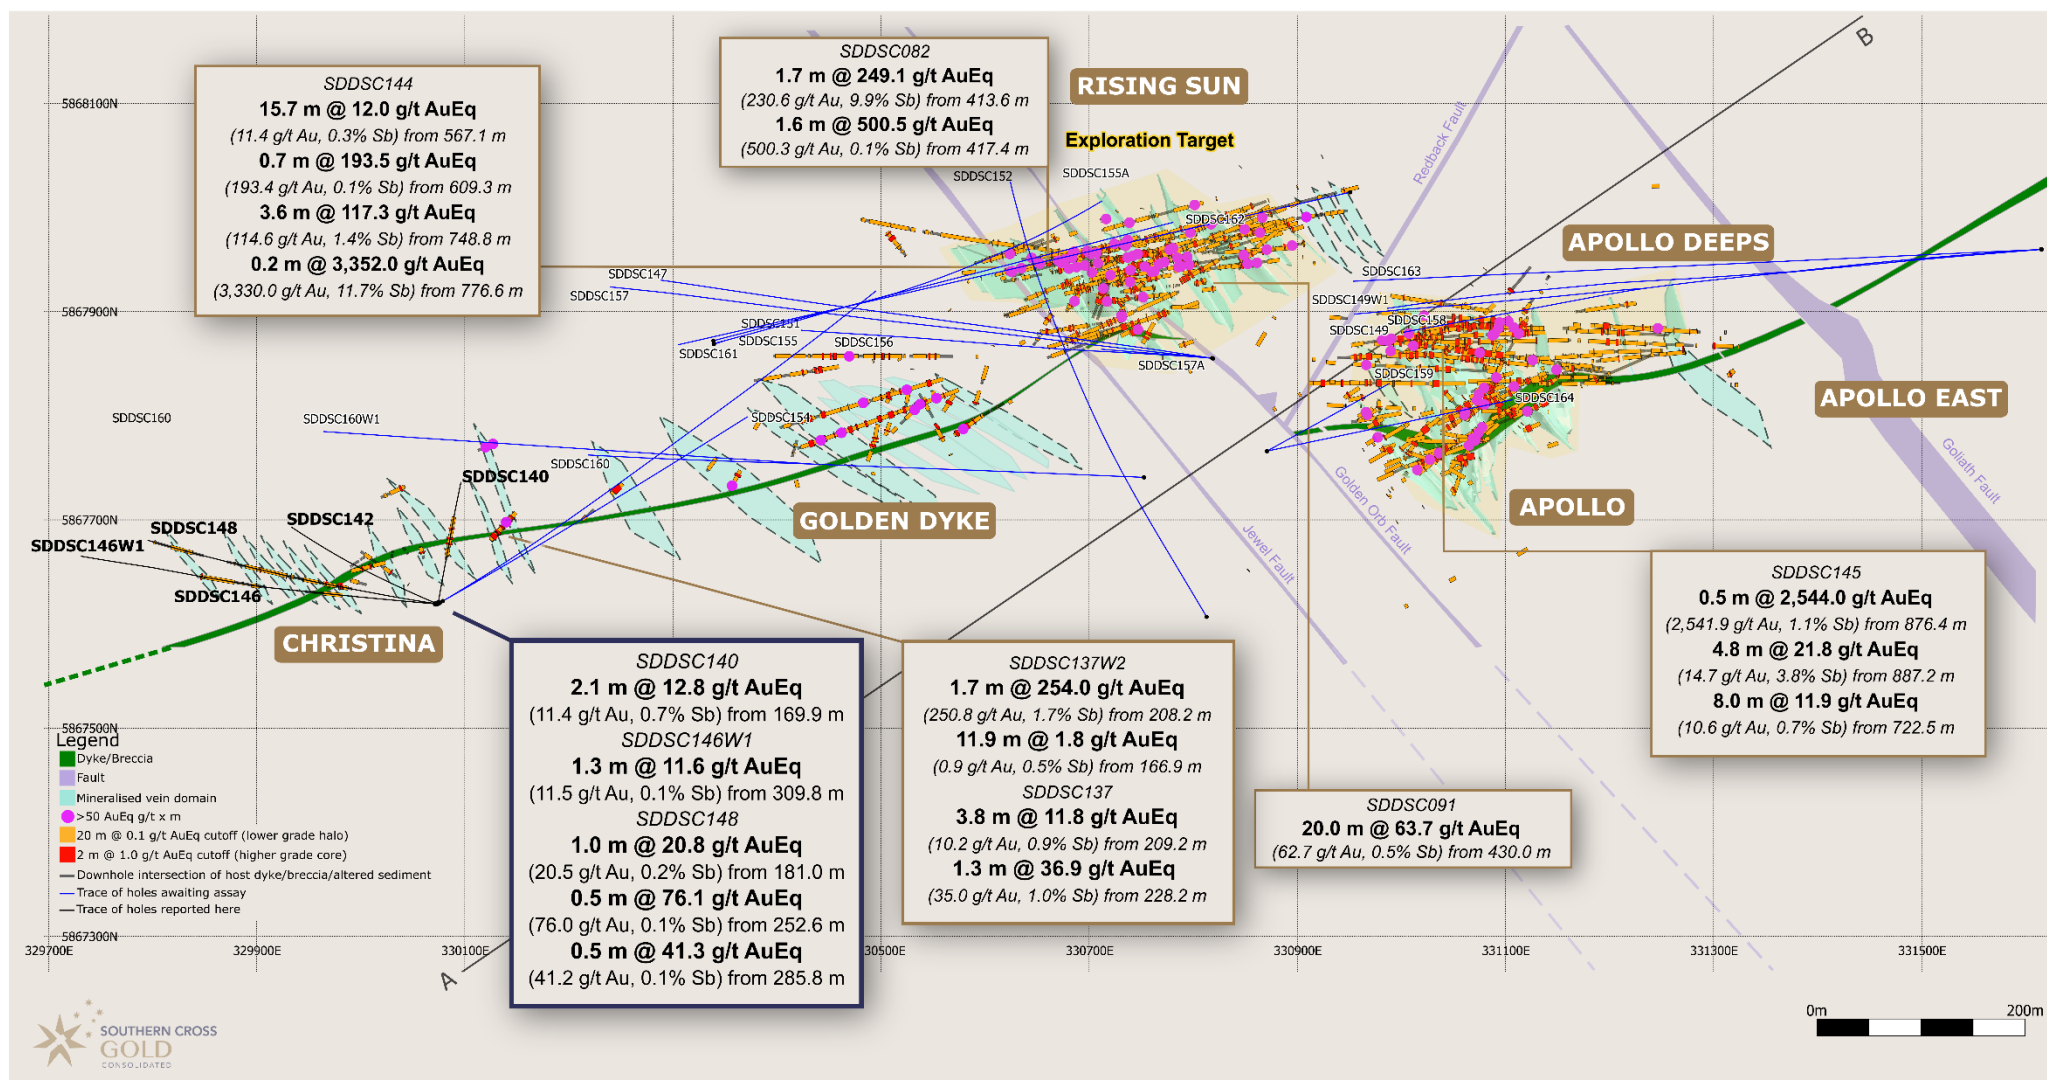 B
SDDSC144
15.7 m @ 12.0 g/t AuEq
(11.4 g/t Au, 0.3% Sb) from 567.1 m
0.7 m @ 193.5 g/t AuEq
(193.4 g/t Au, 0.1% Sb) from 609.3 m
3.6 m @ 117.3 g/t AuEq
(114.6 g/t Au, 1.4% Sb) from 748.8 m
0.2 m @ 3,352.0 g/t AuEq
(3,330.0 g/t Au, 11.7% Sb) from 776.6 m
SDDSC082
1.7 m @ 249.1 g/t AuEq
(230.6 g/t Au, 9.9% Sb) from 413.6 m
1.6 m @ 500.5 g/t AuEq
(500.3 g/t Au, 0.1% Sb) from 417.4 m
RISING SUN
Exploration Target
5868100N
Redback Fault
SDDSC152
SDDSC155A
SDDSC162
APOLLO DEEPS
SDDSC147
SDDSC157
SDDSC163
SDDSC149W1
5867900N
SDDSC151
SDDSC155
SDDSC156
SDDSC161
SDDSC158
SDDSC149
SDDSC157A
SDDSC159
SDDSC164
APOLLO EAST
SDDSC160
SDDSC160W1
SDDSC154
SDDSC160
SDDSC140
Goliath Fault
Golden Orb Fault
Jewel Fault
GOLDEN DYKE
APOLLO
5867700N
SDDSC148
SDDSC142
SDDSC146W1
SDDSC146
CHRISTINA
SDDSC140
2.1 m @ 12.8 g/t AuEq
(11.4 g/t Au, 0.7% Sb) from 169.9 m
SDDSC146W1
1.3 m @ 11.6 g/t AuEq
(11.5 g/t Au, 0.1% Sb) from 309.8 m
SDDSC148
1.0 m @ 20.8 g/t AuEq
(20.5 g/t Au, 0.2% Sb) from 181.0 m
0.5 m @ 76.1 g/t AuEq
(76.0 g/t Au, 0.1% Sb) from 252.6 m
0.5 m @ 41.3 g/t AuEq
(41.2 g/t Au, 0.1% Sb) from 285.8 m
SDDSC137W2
1.7 m @ 254.0 g/t AuEq
(250.8 g/t Au, 1.7% Sb) from 208.2 m
11.9 m @ 1.8 g/t AuEq
(0.9 g/t Au, 0.5% Sb) from 166.9 m
SDDSC137
3.8 m @ 11.8 g/t AuEq
(10.2 g/t Au, 0.9% Sb) from 209.2 m
1.3 m @ 36.9 g/t AuEq
(35.0 g/t Au, 1.0% Sb) from 228.2 m
SDDSC091
20.0 m @ 63.7 g/t AuEq
(62.7 g/t Au, 0.5% Sb) from 430.0 m
SDDSC145
0.5 m @ 2,544.0 g/t AuEq
(2,541.9 g/t Au, 1.1% Sb) from 876.4 m
4.8 m @ 21.8 g/t AuEq
(14.7 g/t Au, 3.8% Sb) from 887.2 m
8.0 m @ 11.9 g/t AuEq
(10.6 g/t Au, 0.7% Sb) from 722.5 m
5867500N
Legend
Dyke/Breccia
Fault
Mineralised vein domain
>50 AuEq g/t x m
20 m @ 0.1 g/t AuEq cutoff (lower grade halo)
2 m @ 1.0 g/t AuEq cutoff (higher grade core)
Downhole intersection of host dyke/breccia/altered sediment
Trace of holes awaiting assay
Trace of holes reported here
5867300N
329700E
329900E
330100E
330500E
330700E
330900E
331100E
331300E
331500E
A
0m
200m
SOUTHERN CROSS
GOLD
CONSOLIDATED